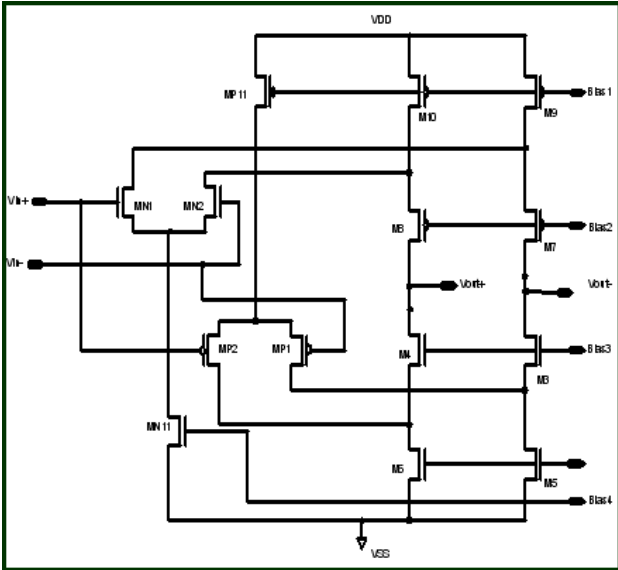 VDD
MP11
M10
M9
Bias1
Vin+
MN1
MN2
M8
M7
Bias2
Vin-
Vout+
Vout-
MP2
MP1
M4
M3
Bias3
MN11
M6
M5
Bias4
VSS